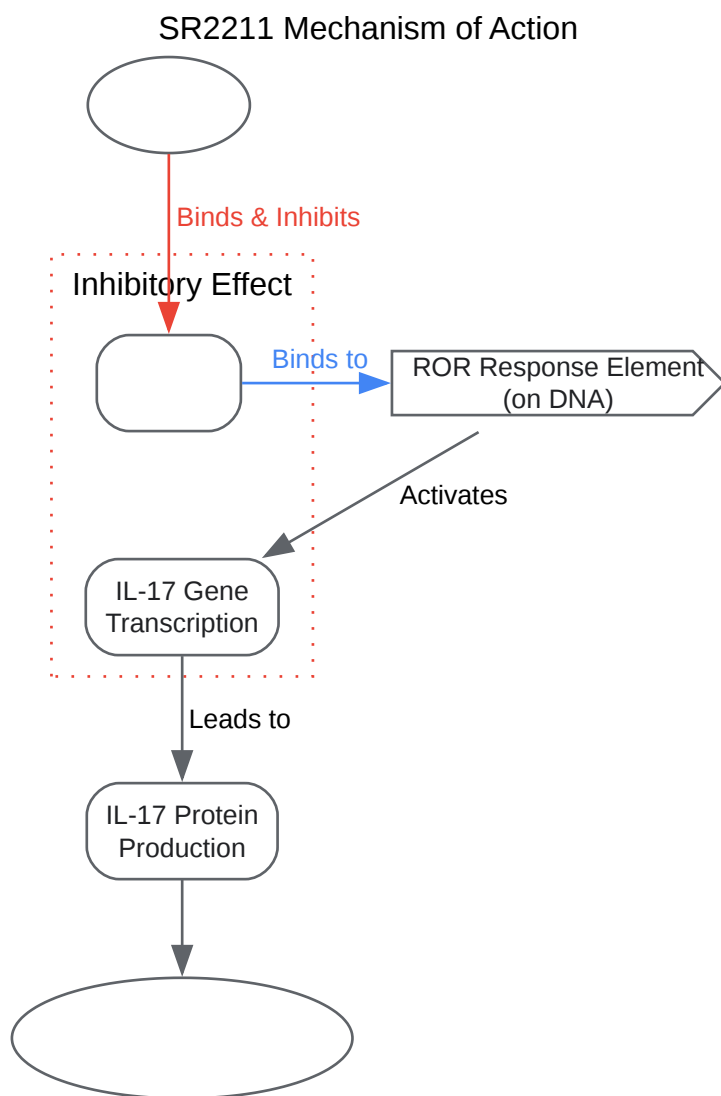 SR2211 Mechanism of Action
Binds & Inhibits
Inhibitory Effect
Binds to
ROR Response Element
(on DNA)
Activates
IL-17 Gene
Transcription
Leads to
IL-17 Protein
Production